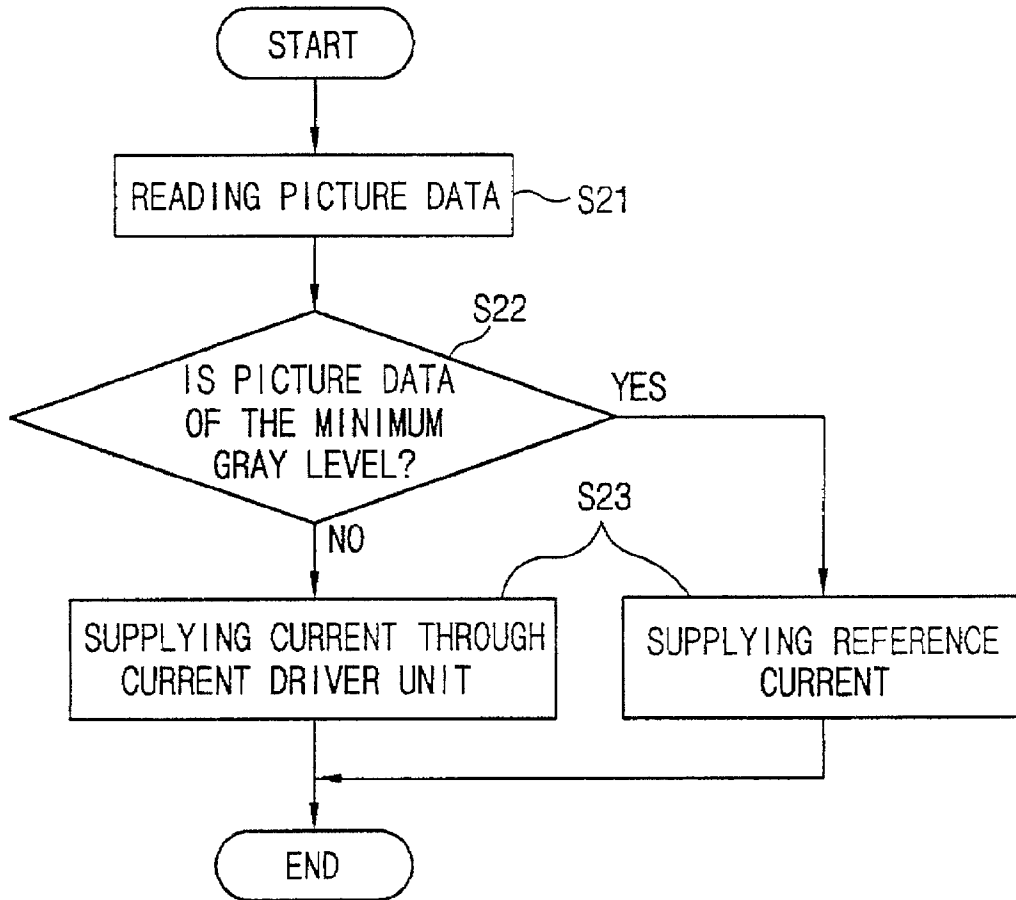 START
READING PICTURE DATA
S21
S22
IS PICTURE DATA
OF THE MINIMUM
GRAY LEVEL?
YES
NO
S23
SUPPLYING CURRENT THROUGH
CURRENT DRIVER UNIT
SUPPLYING REFERENCE
CURRENT
END